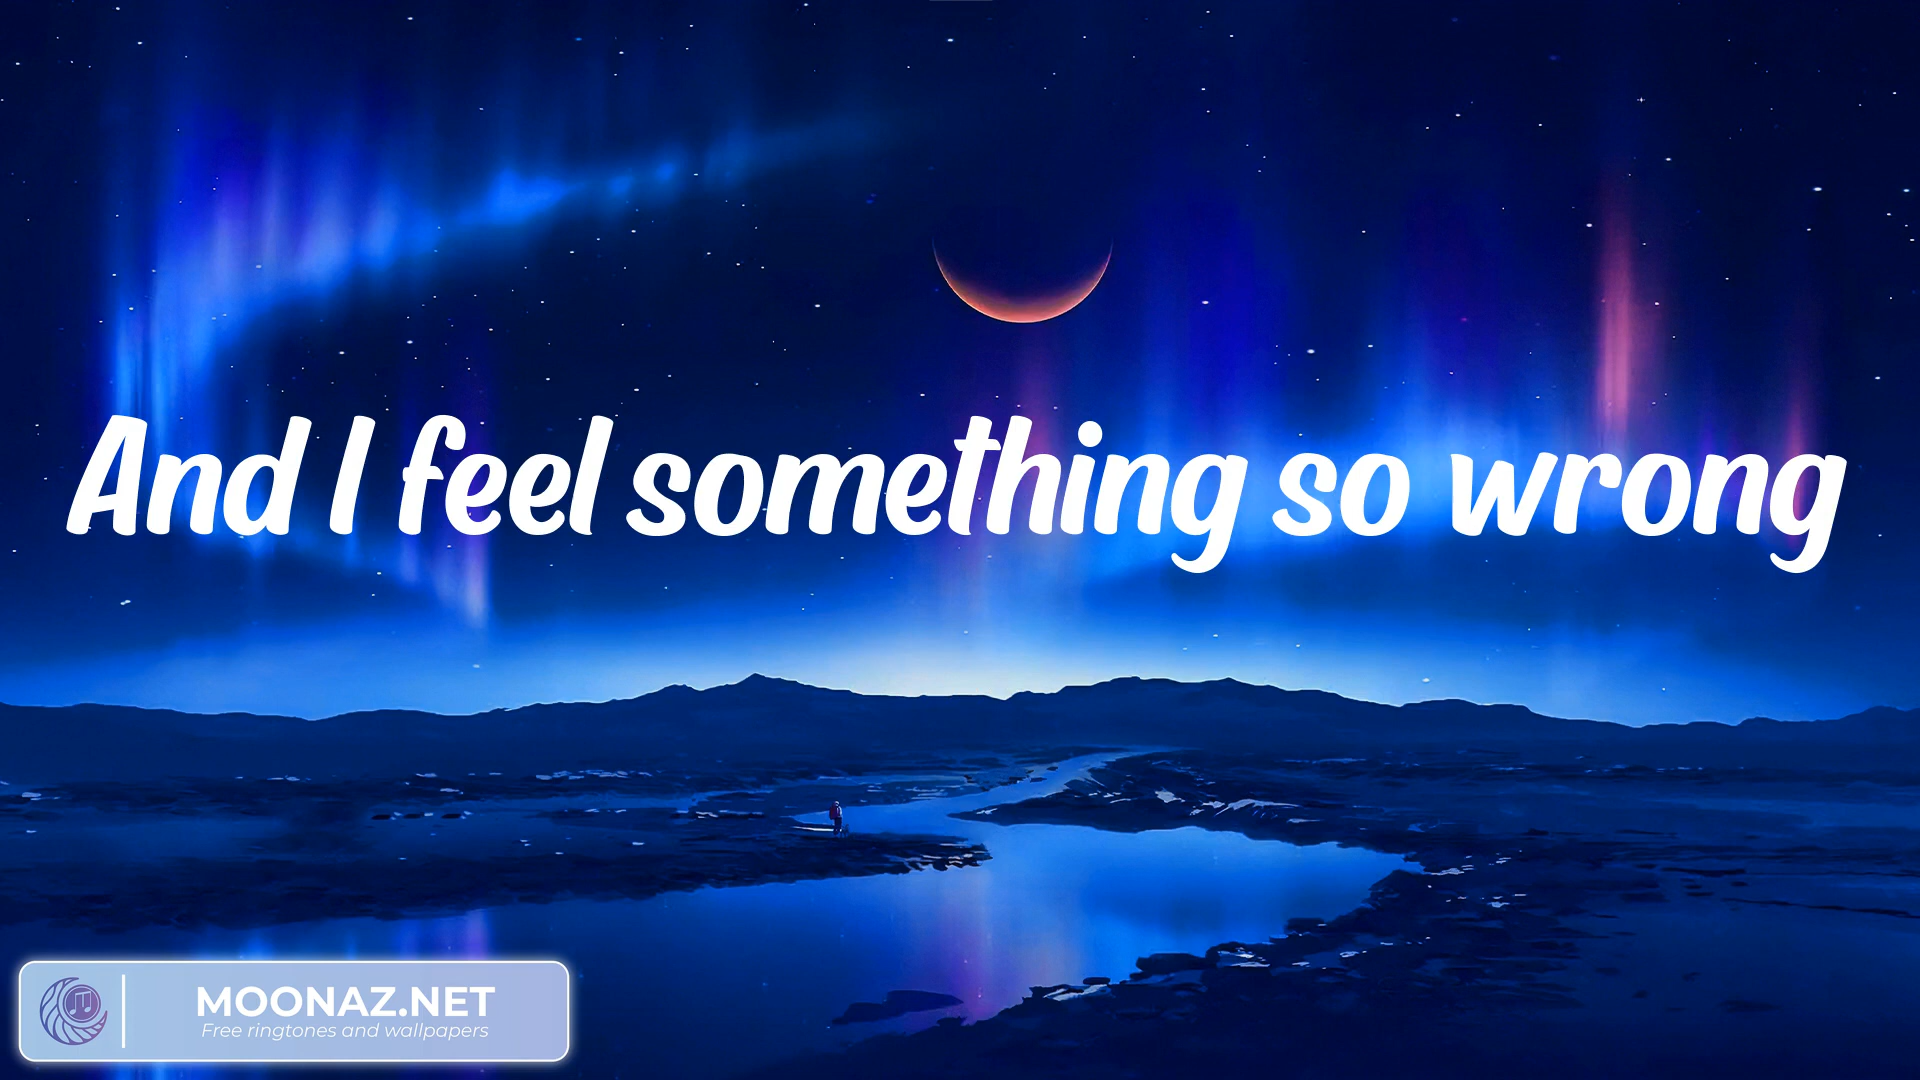 And I feel something so wrong
MOONAZ.NET
Free ringtones and wallpapers